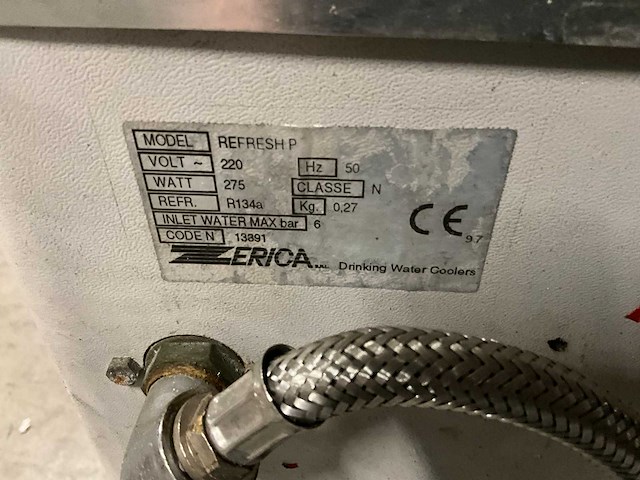 MODEL REFRESH P
VOLT ~ 220 Hz 50
WATT 275 CLASSE N
REFR. R134a Kg. 0,27
INLET WATER MAX bar 6
CODE N° 13891
CE 97
ZERICA s.r.l. Drinking Water Coolers